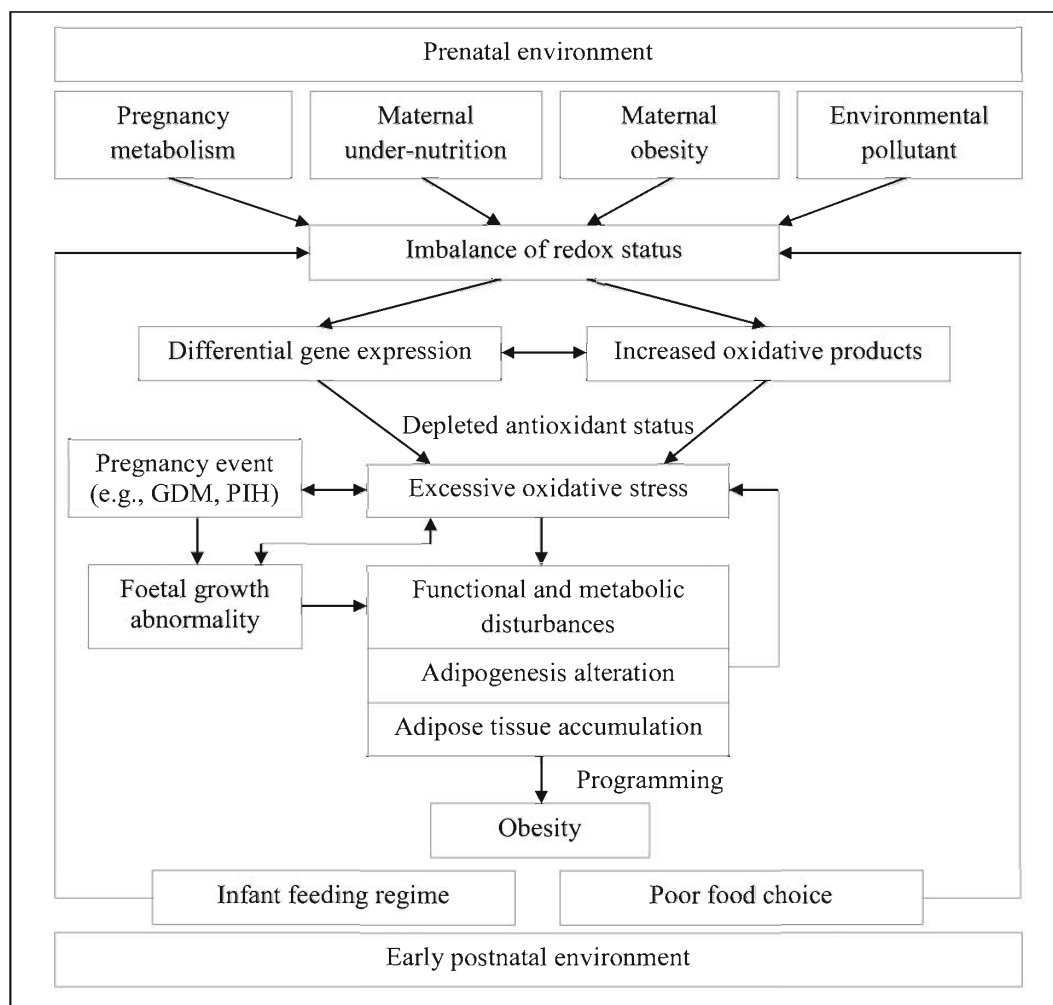 Prenatal environment
Pregnancy
metabolism
Maternal
under-nutrition
Maternal
obesity
Environmental
pollutant
Imbalance of redox status
Differential gene expression
Increased oxidative products
Depleted antioxidant status
Pregnancy event
(e.g., GDM, PIH)
Excessive oxidative stress
Foetal growth
abnormality
Functional and metabolic
disturbances
Adipogenesis alteration
Adipose tissue accumulation
Programming
Obesity
Infant feeding regime
Poor food choice
Early postnatal environment